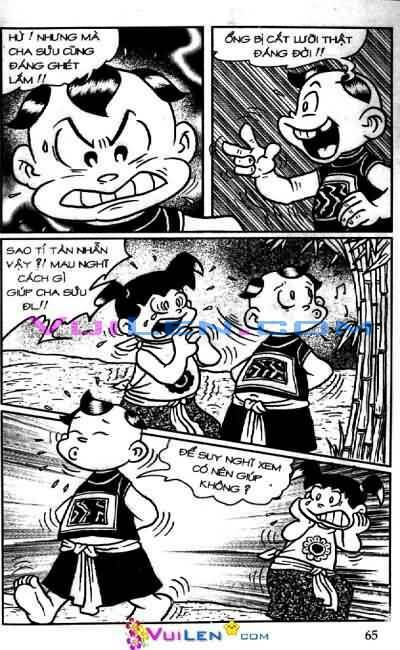 HỪ ! NHƯNG MÀ
CHA SỬU CŨNG
ĐÁNG GHÉT
LẮM !!
ỔNG BỊ CẮT LƯỠI THẬT
ĐÁNG ĐỜI !!
SAO TÍ TÀN NHẪN
VẬY ?! MAU NGHĨ
CÁCH GÌ
GIÚP CHA SỬU
ĐI..!!
VUILEN.COM
ĐỂ SUY NGHĨ XEM
CÓ NÊN GIÚP
KHÔNG ?
65
VUILEN.COM